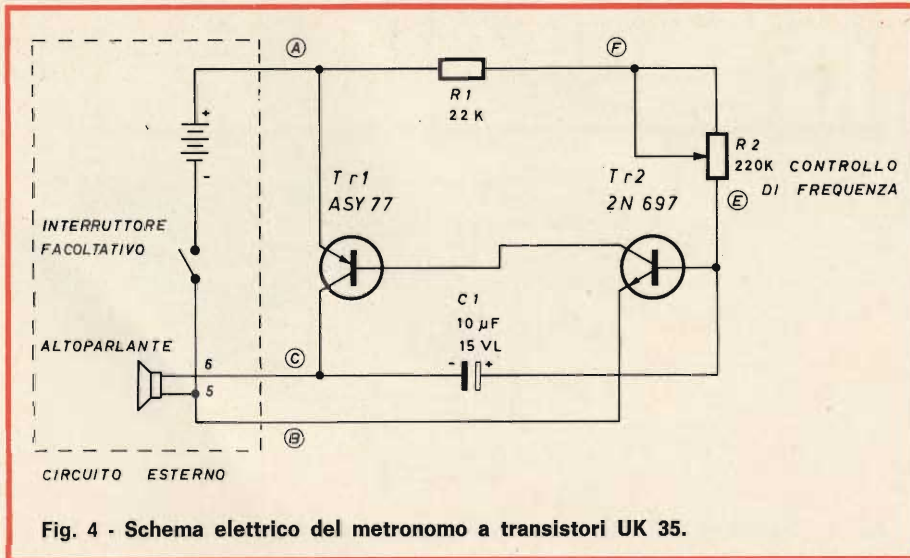 A
F
R1
22 K
+
-
R2
220K CONTROLLO
DI FREQUENZA
E
Tr1
ASY 77
Tr2
2N 697
INTERRUTTORE
FACOLTATIVO
C1
10 µF
15 VL
- +
ALTOPARLANTE
6
C
5
B
CIRCUITO ESTERNO
Fig. 4 - Schema elettrico del metronomo a transistori UK 35.